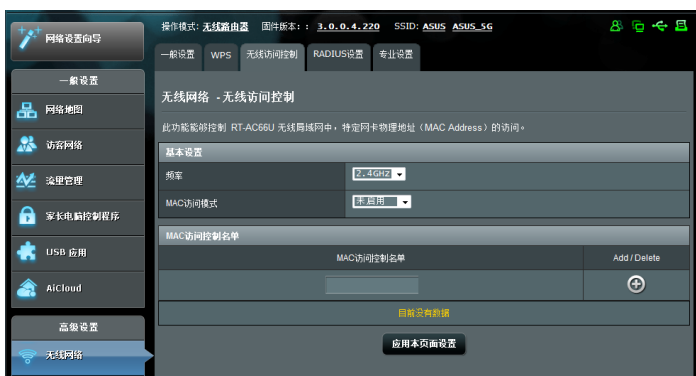 网络设置向导
操作模式: 无线路由器 固件版本: : 3.0.0.4.220 SSID: ASUS ASUS_5G
一般设置 WPS 无线访问控制 RADIUS设置 专业设置
一般设置
网络地图
访客网络
流量管理
家长电脑控制程序
USB 应用
AiCloud
高级设置
无线网络
无线网络 - 无线访问控制
此功能能够控制 RT-AC66U 无线局域网中，特定网卡物理地址（MAC Address）的访问。
基本设置
频率 2.4GHZ
MAC访问模式 未启用
MAC访问控制名单
MAC访问控制名单 Add / Delete
目前没有数据
应用本页面设置